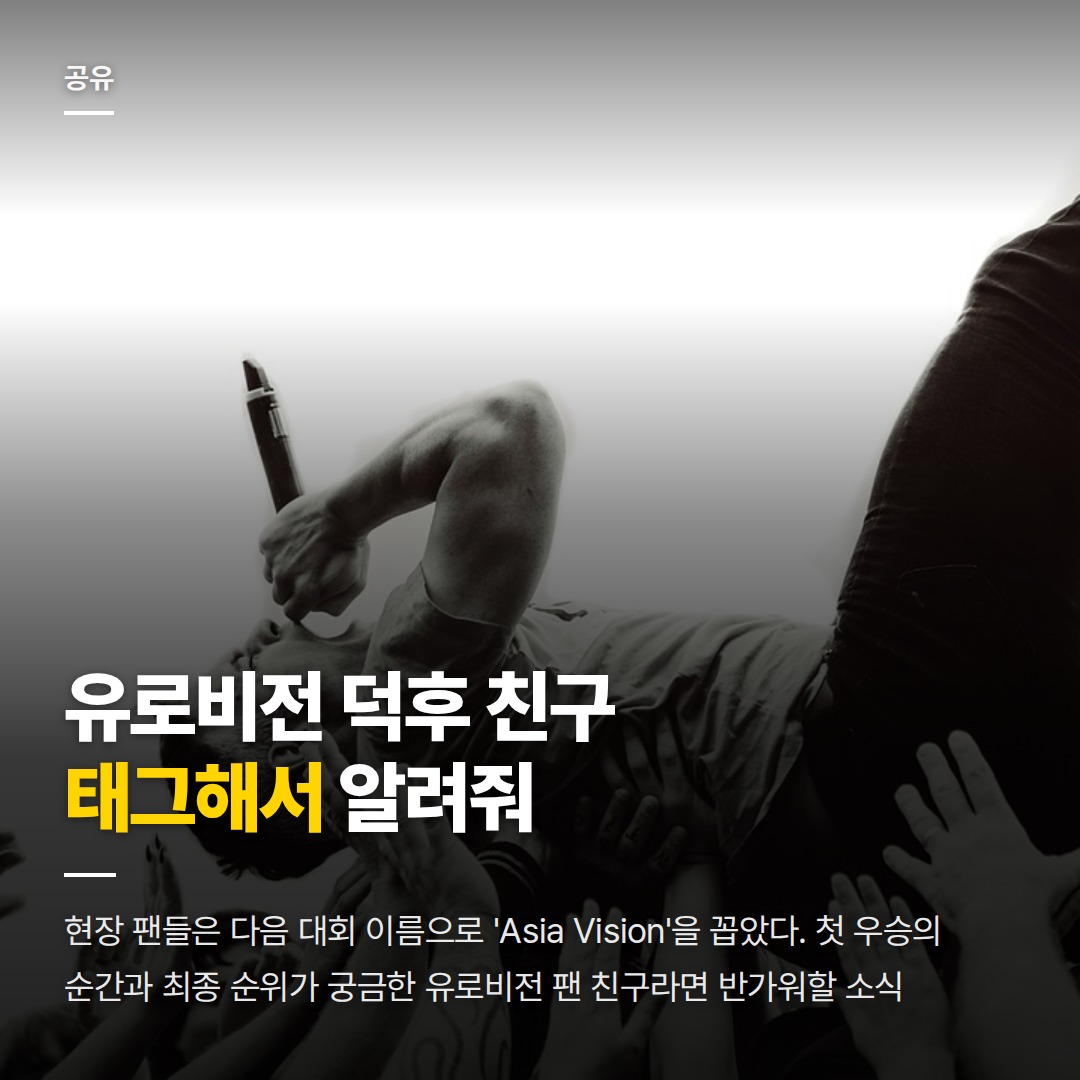 공유
유로비전 덕후 친구
태그해서 알려줘
현장 팬들은 다음 대회 이름으로 'Asia Vision'을 꼽았다. 첫 우승의
순간과 최종 순위가 궁금한 유로비전 팬 친구라면 반가워할 소식